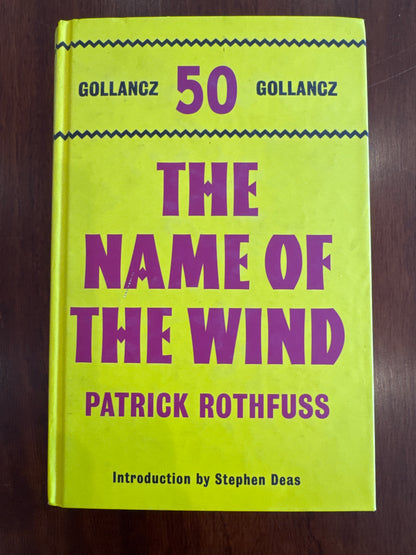 GOLLANCZ 50 GOLLANCZ
THE
NAME OF
THE WIND
PATRICK ROTHFUSS
Introduction by Stephen Deas